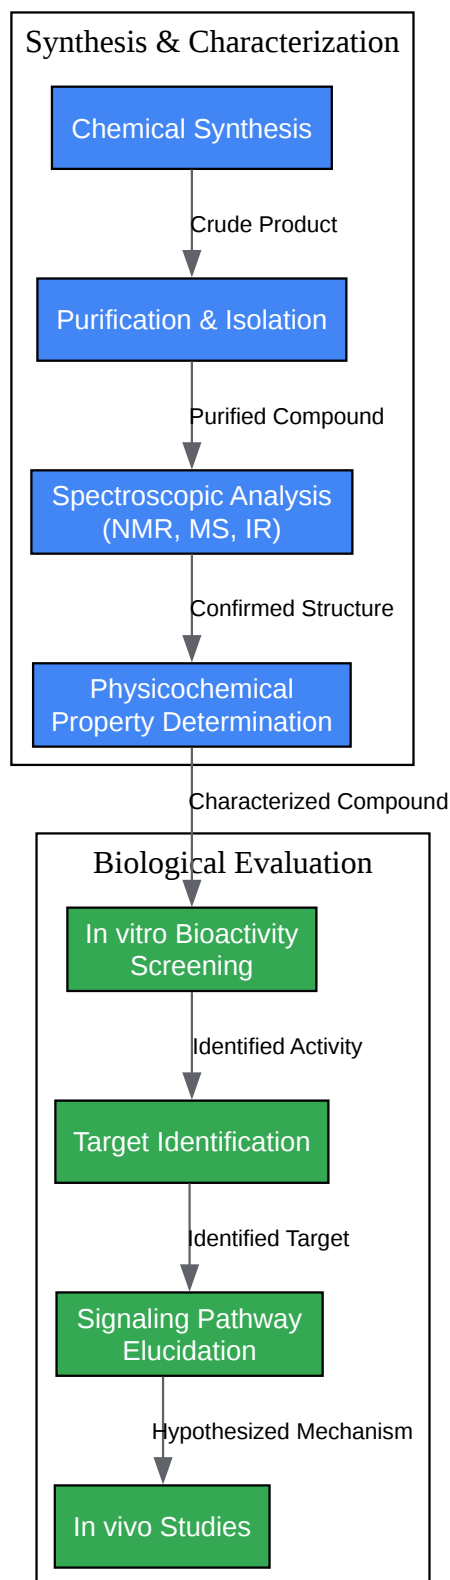 Synthesis & Characterization
Chemical Synthesis
Crude Product
Purification & Isolation
Purified Compound
Spectroscopic Analysis
(NMR, MS, IR)
Confirmed Structure
Physicochemical
Property Determination
Characterized Compound
Biological Evaluation
In vitro Bioactivity
Screening
Identified Activity
Target Identification
Identified Target
Signaling Pathway
Elucidation
Hypothesized Mechanism
In vivo Studies